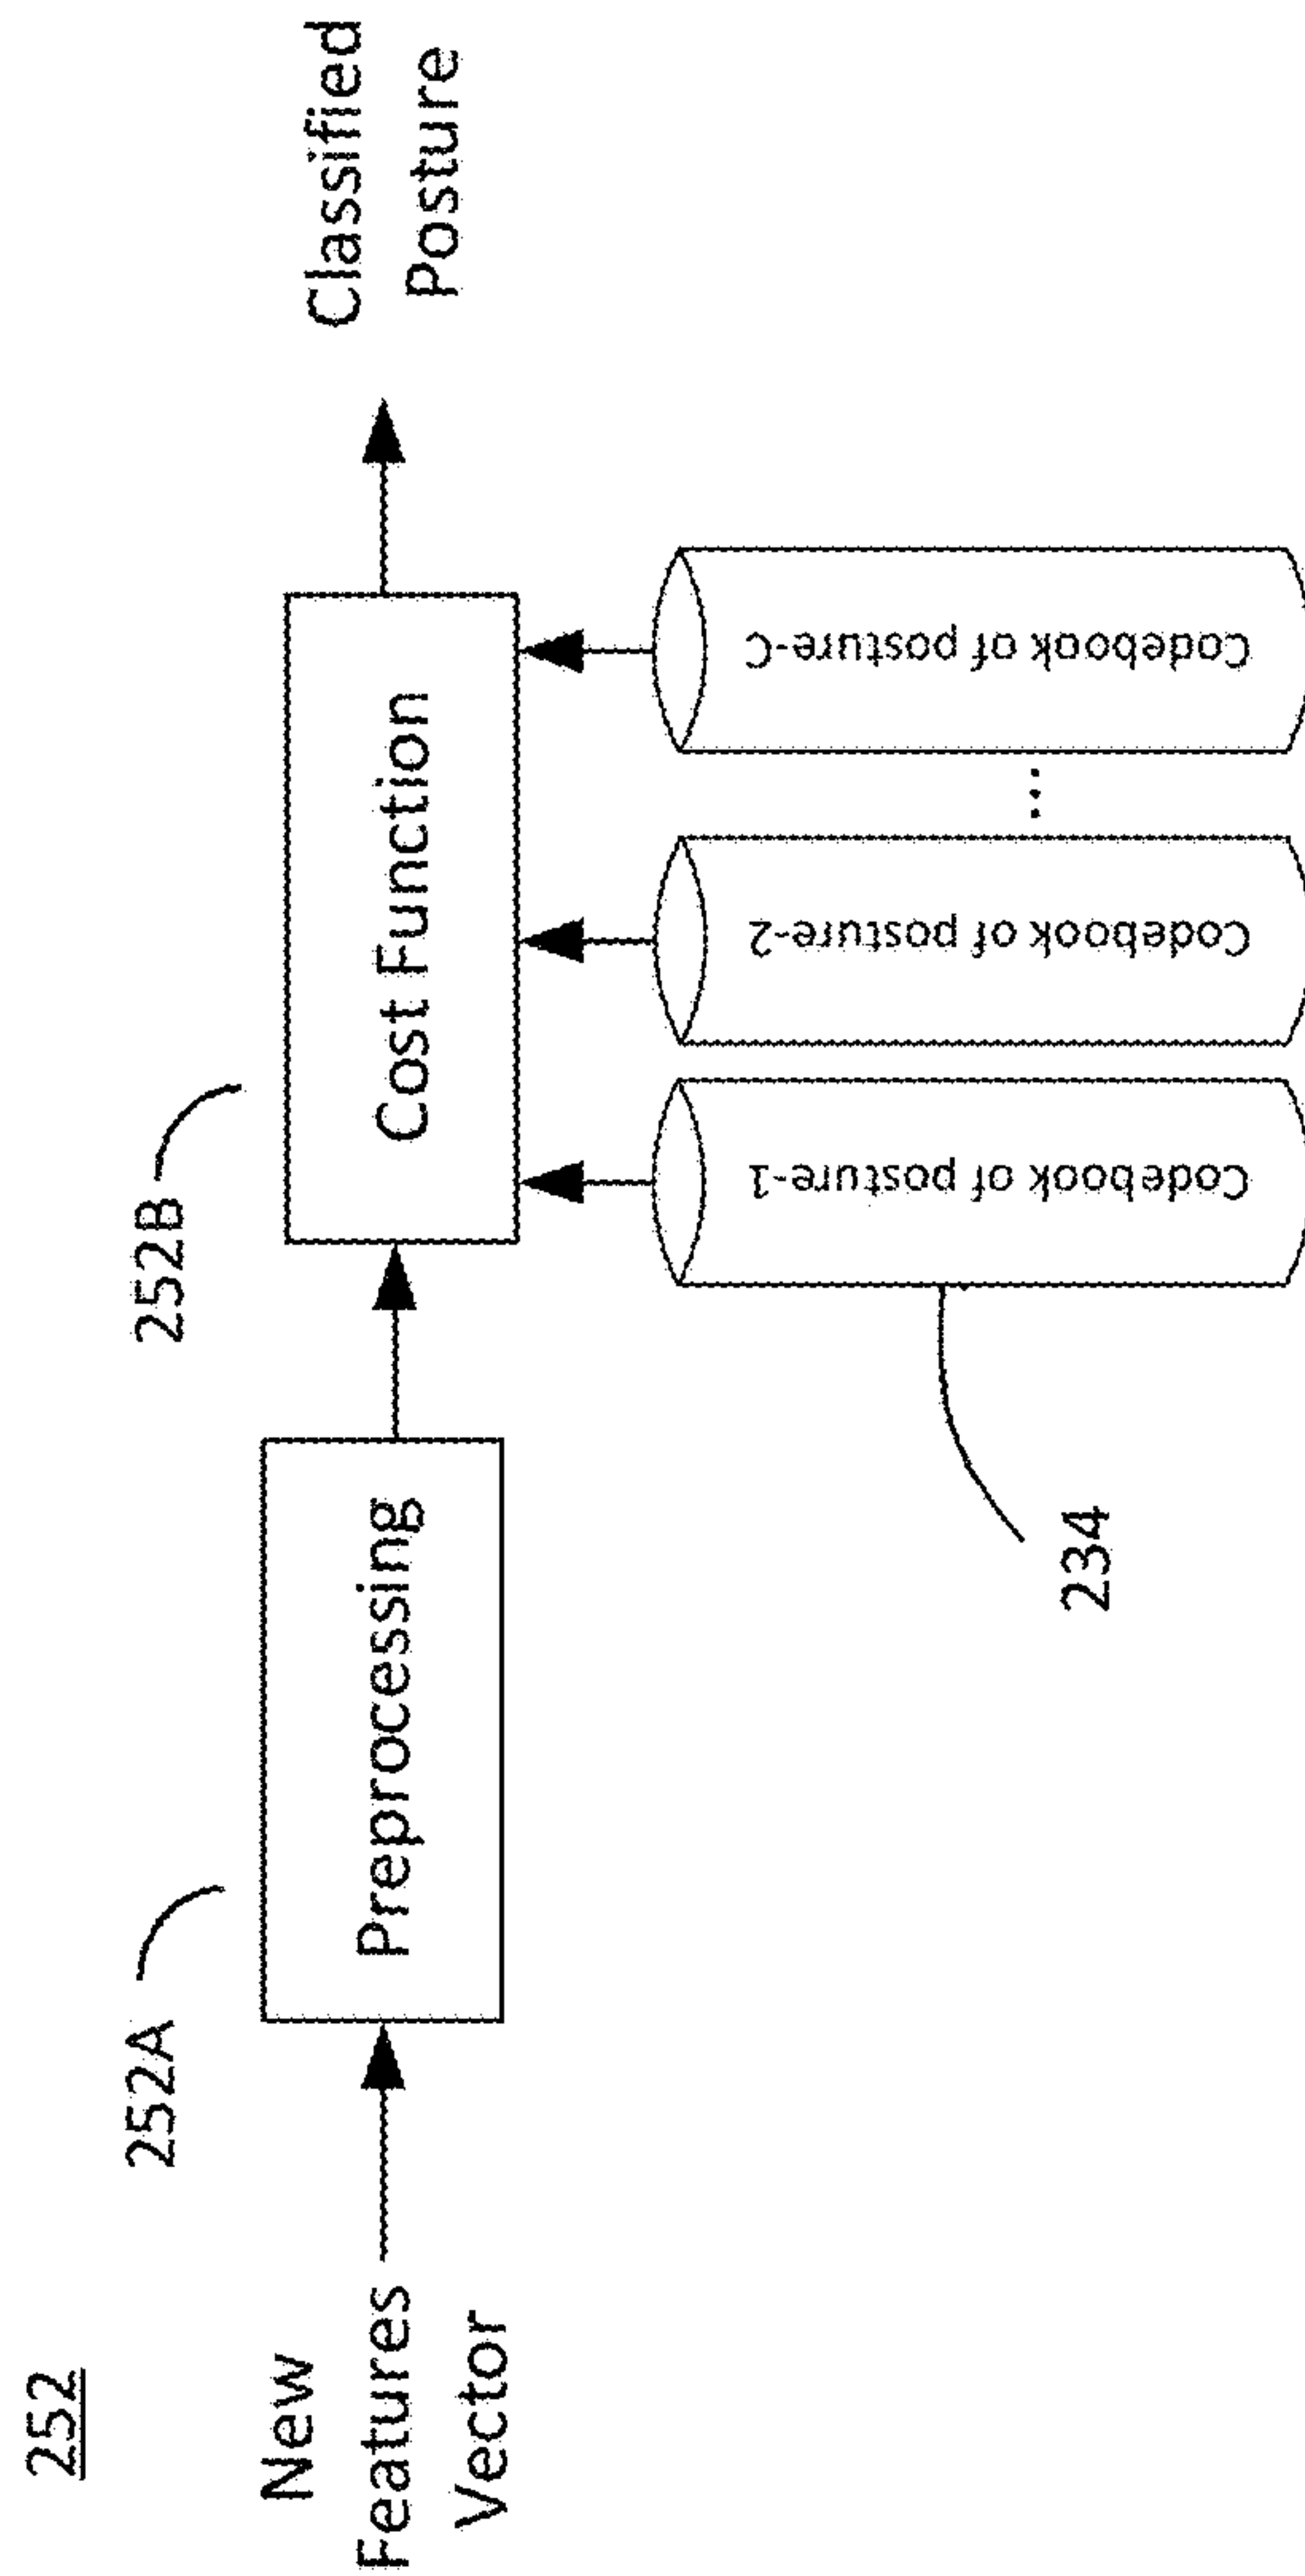 252
252A
252B
New
Features
Vector
Preprocessing
Cost Function
Classified
Posture
234
Codebook of posture-1
Codebook of posture-2
...
Codebook of posture-C